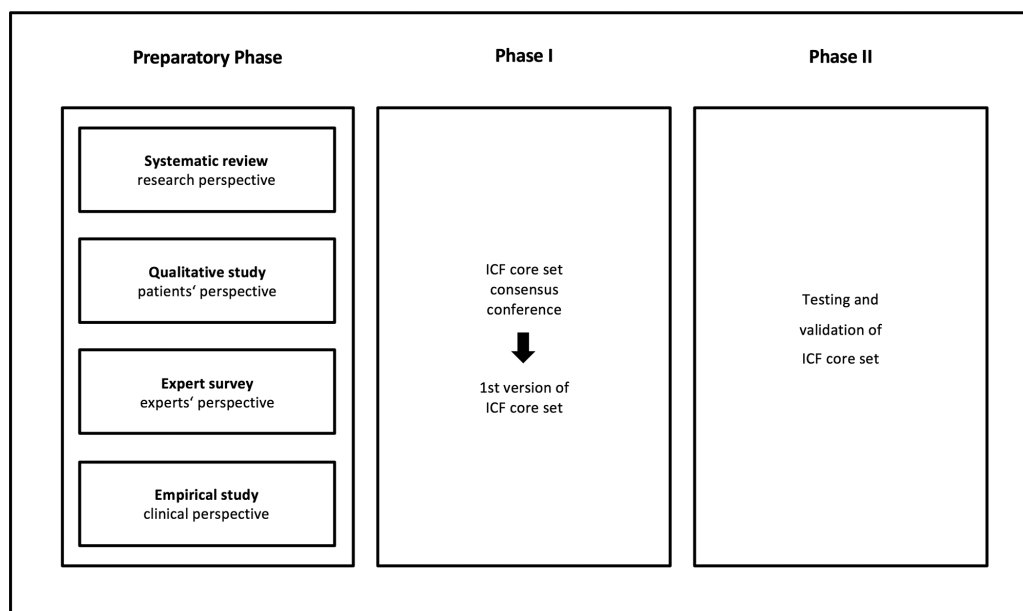 Preparatory Phase
Phase I
Phase II
Systematic review
research perspective
Qualitative study
patients‘ perspective
Expert survey
experts‘ perspective
Empirical study
clinical perspective
ICF core set
consensus
conference
1st version of
ICF core set
Testing and
validation of
ICF core set